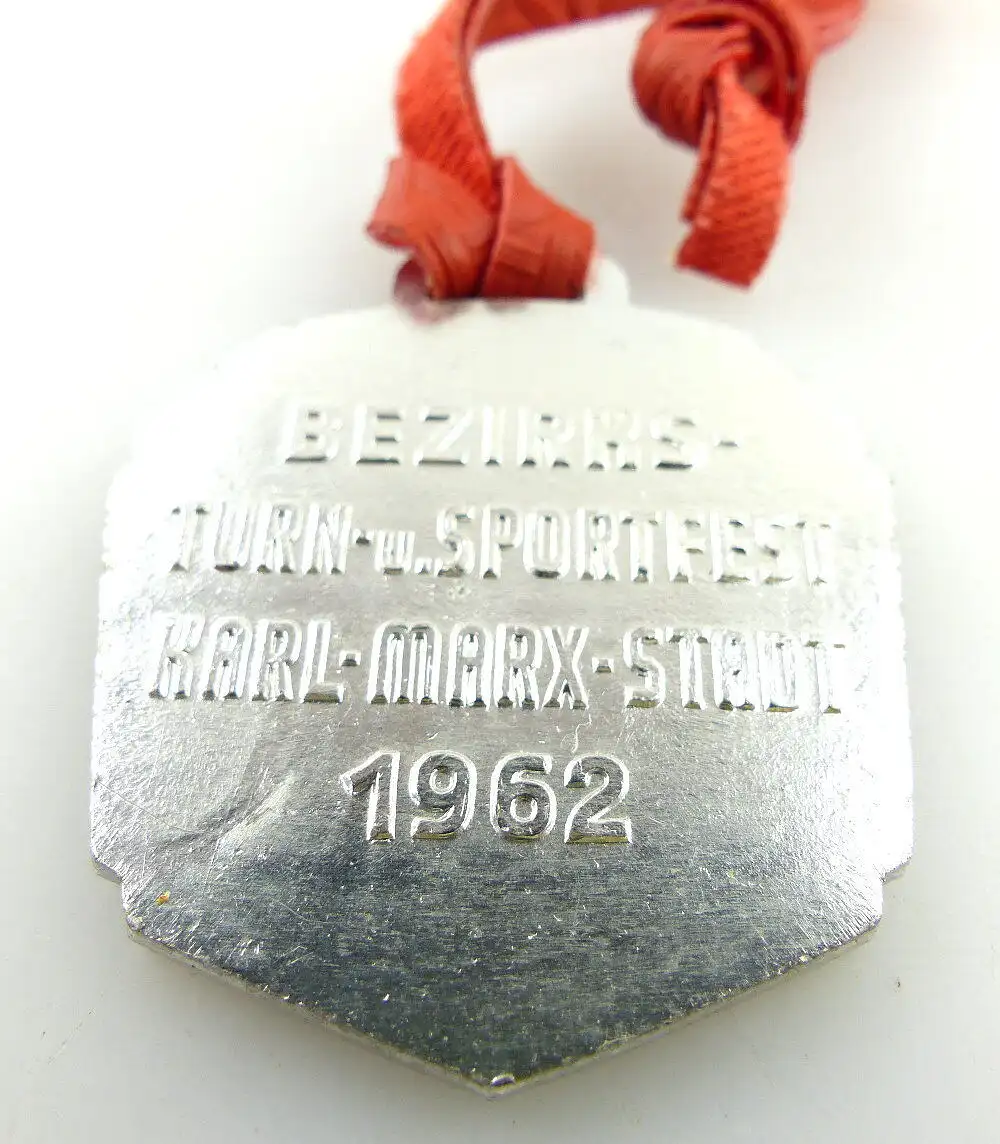 BEZIRKS-
TURN-u.SPORTFEST
KARL-MARX-STADT
1962